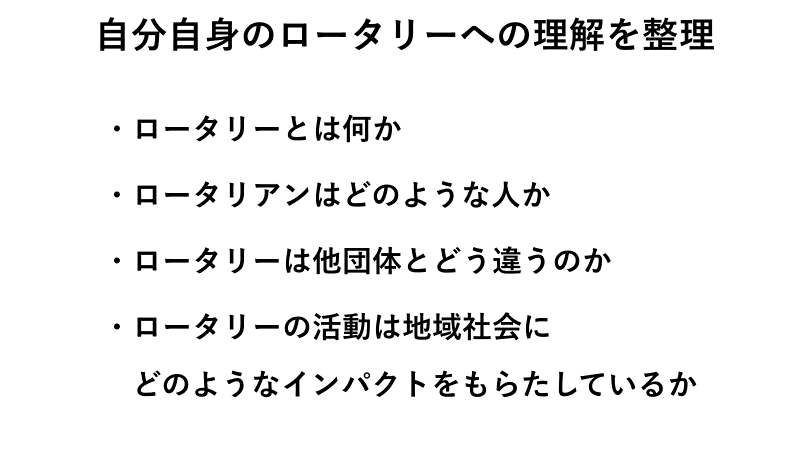 自分自身のロータリーへの理解を整理
・ロータリーとは何か
・ロータリアンはどのような人か
・ロータリーは他団体とどう違うのか
・ロータリーの活動は地域社会に
どのようなインパクトをもらたしているか